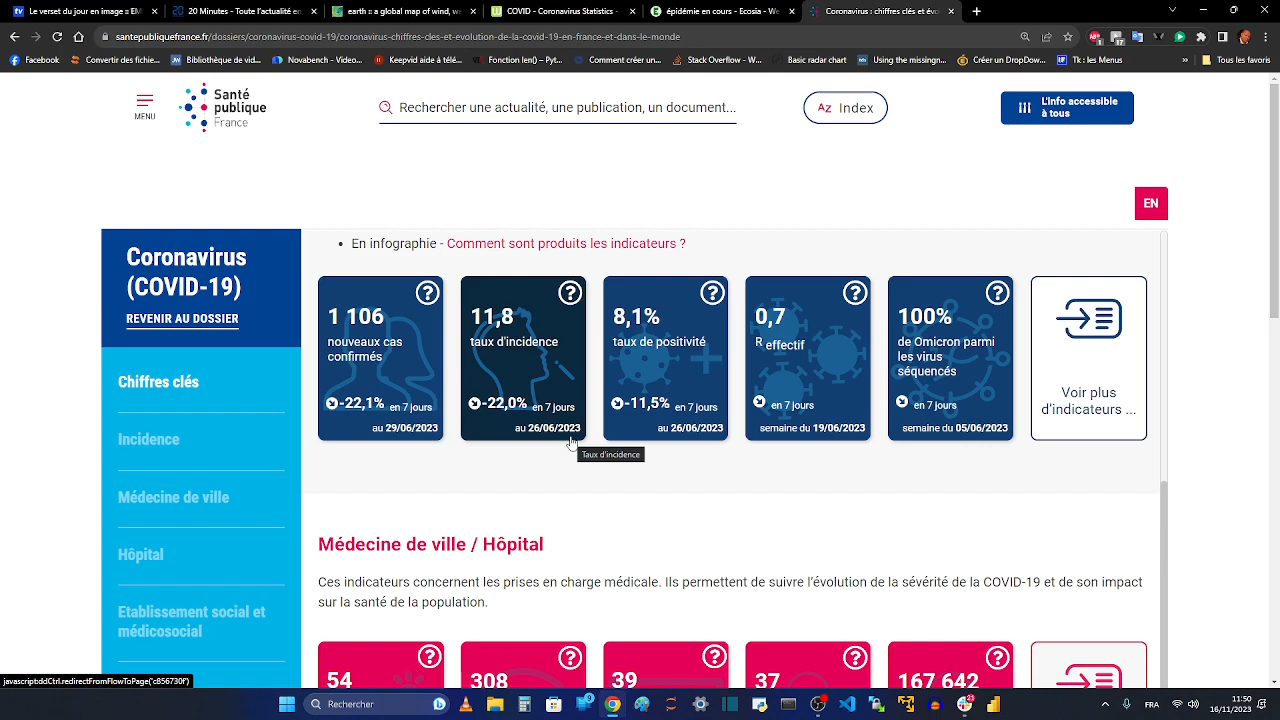 Le verset du jour en image :: EM
20 Minutes - Toute l'actualité en
earth :: a global map of wind, we
COVID - Coronavirus Statistics -
épidémie en cours - Ecosia - We
Coronavirus : chiffres clés et évo
santepubliquefrance.fr/dossiers/coronavirus-covid-19/coronavirus-chiffres-cles-et-evolution-de-la-covid-19-en-france-et-dans-le-monde
Facebook
Convertir des fichie...
Bibliothèque de vid...
Novabench - Video...
Keepvid aide à télé...
Fonction len() – Pyt...
Comment créer un...
Stack Overflow - W...
Basic radar chart
Using the missingn...
Créer un DropDow...
Tk : les Menus
»
Tous les favoris
MENU
Santé
publique
France
Rechercher une actualité, une publication, un document...
Az Index
L'info accessible
à tous
EN
Coronavirus
(COVID-19)
REVENIR AU DOSSIER
Chiffres clés
Incidence
Médecine de ville
Hôpital
Etablissement social et
médicosocial
• En infographie - Comment sont produits les indicateurs ?
?
1 106
nouveaux cas
confirmés
-22,1% en 7 jours
au 29/06/2023
?
11,8
taux d'incidence
-22,0% en 7 jours
au 26/06/2023
?
8,1%
taux de positivité
-11,5% en 7 jours
au 26/06/2023
?
0,7
R effectif
en 7 jours
semaine du 19/06/2023
?
100%
de Omicron parmi
les virus
séquencés
en 7 jours
semaine du 05/06/2023
Voir plus
d'indicateurs ...
Taux d'incidence
Médecine de ville / Hôpital
Ces indicateurs concernent les prises en charge médicale. Ils permettent de suivre l'évolution de la sévérité de la COVID-19 et de son impact
sur la santé de la population.
?
54
?
308
?
39
?
37
?
167 642
javascript:ddCtrl.redirectFromFlowToPage('c856730f')
Rechercher
9
21
FRA
11:50
16/11/2023